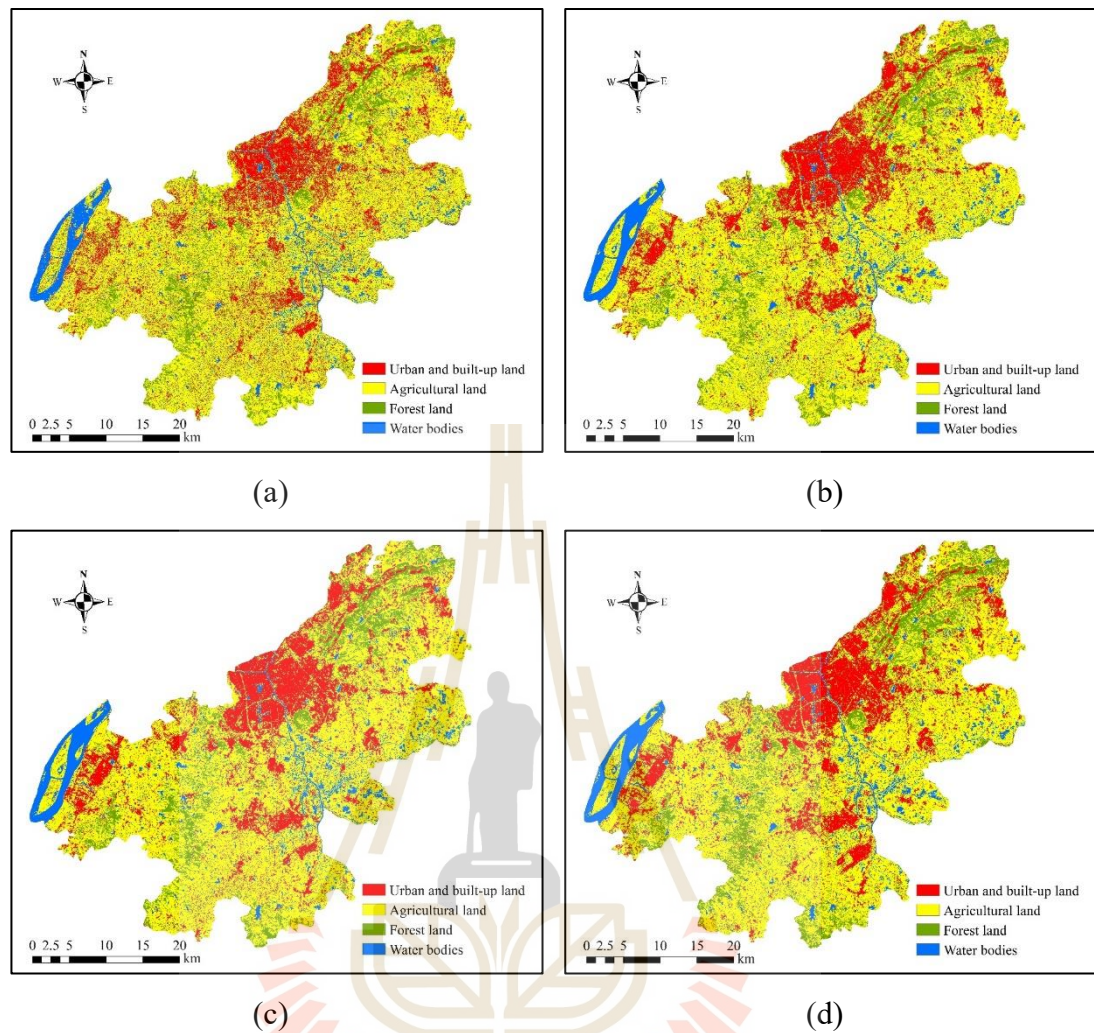 N
W E
S
Urban and built-up land
Agricultural land
Forest land
Water bodies
0 2.5 5 10 15 20
km
(a)
N
W E
S
Urban and built-up land
Agricultural land
Forest land
Water bodies
0 2.5 5 10 15 20
km
(b)
N
W E
S
Urban and built-up land
Agricultural land
Forest land
Water bodies
0 2.5 5 10 15 20
km
(c)
N
W E
S
Urban and built-up land
Agricultural land
Forest land
Water bodies
0 2.5 5 10 15 20
km
(d)